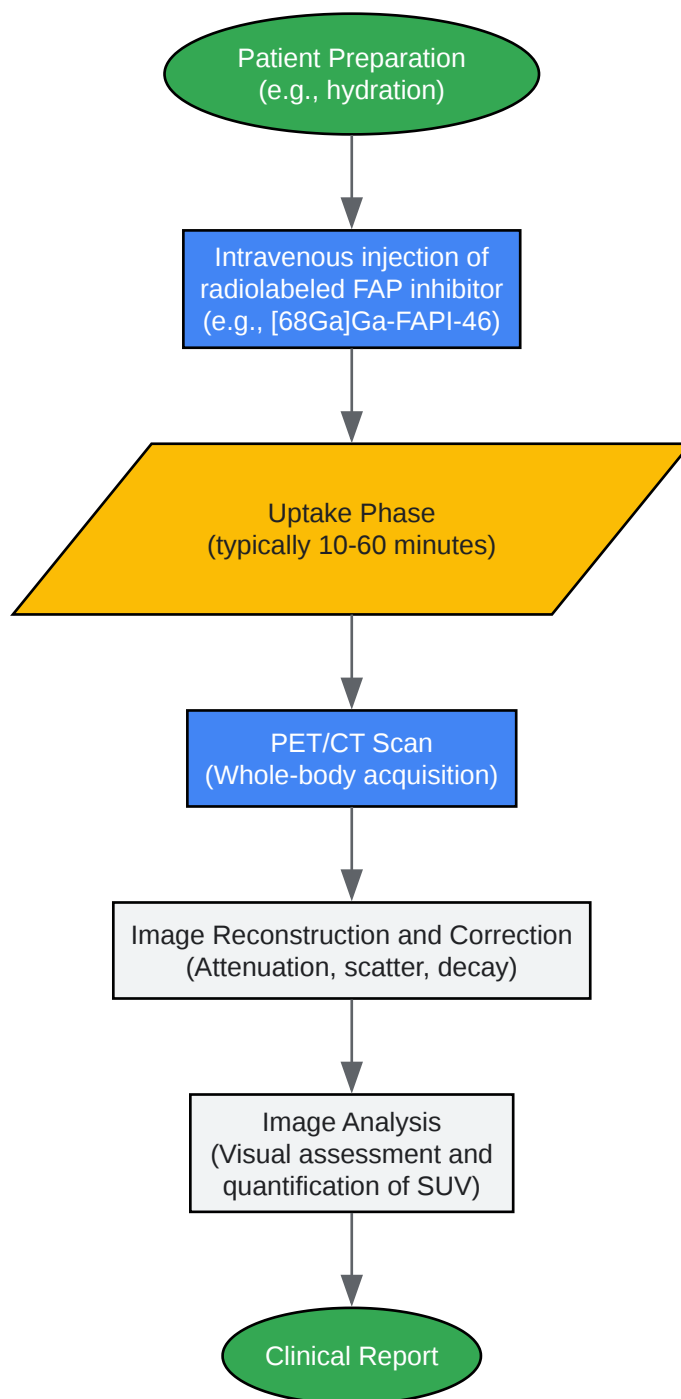 Patient Preparation
(e.g., hydration)
Intravenous injection of
radiolabeled FAP inhibitor
(e.g., [68Ga]Ga-FAPI-46)
Uptake Phase
(typically 10-60 minutes)
PET/CT Scan
(Whole-body acquisition)
Image Reconstruction and Correction
(Attenuation, scatter, decay)
Image Analysis
(Visual assessment and
quantification of SUV)
Clinical Report